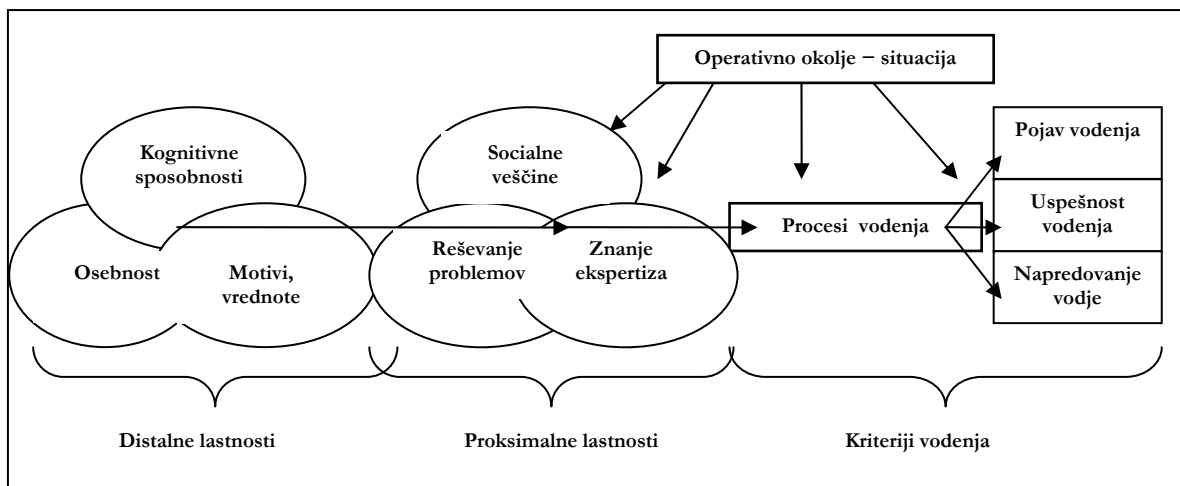 Operativno okolje − situacija
Kognitivne
sposobnosti
Osebnost
Motivi,
vrednote
Socialne
veščine
Reševanje
problemov
Znanje
ekspertiza
Procesi vodenja
Pojav vodenja
Uspešnost
vodenja
Napredovanje
vodje
Distalne lastnosti
Proksimalne lastnosti
Kriteriji vodenja